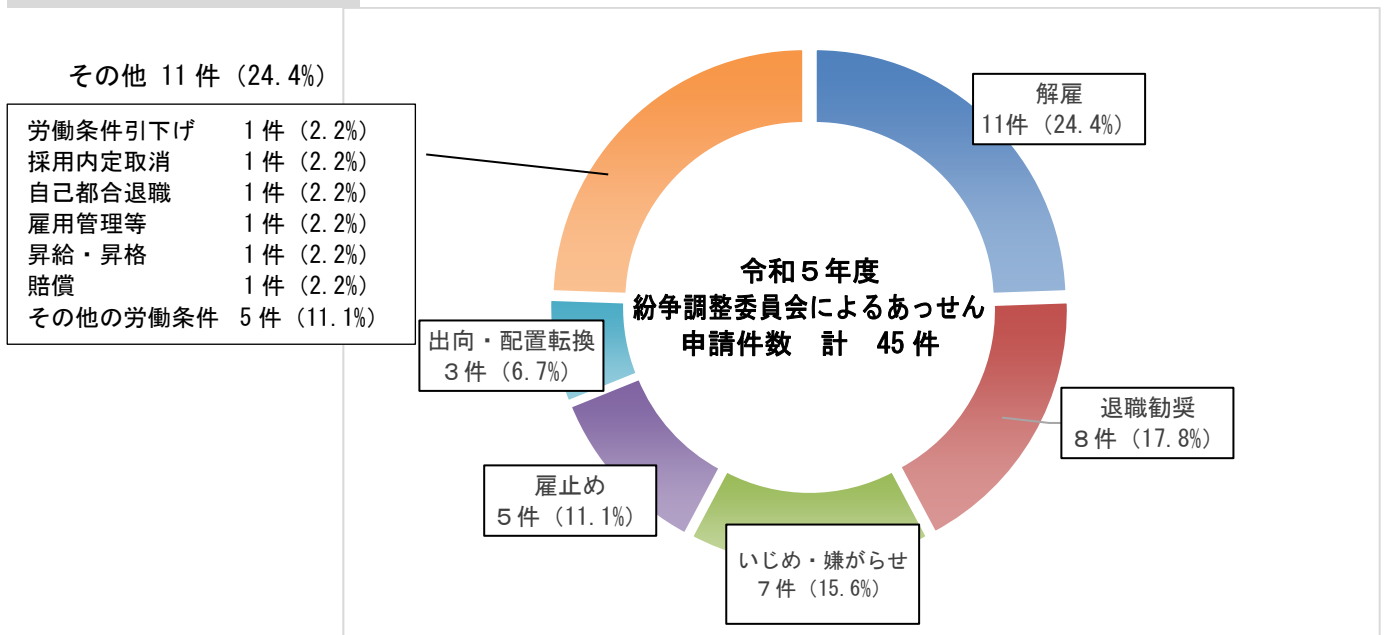 その他 11 件 (24.4%)
労働条件引下げ 1 件 (2.2%)
採用内定取消 1 件 (2.2%)
自己都合退職 1 件 (2.2%)
雇用管理等 1 件 (2.2%)
昇給・昇格 1 件 (2.2%)
賠償 1 件 (2.2%)
その他の労働条件 5 件 (11.1%)
解雇
11件 (24.4%)
令和５年度
紛争調整委員会によるあっせん
申請件数 計 45 件
出向・配置転換
３件 (6.7%)
退職勧奨
８件 (17.8%)
雇止め
５件 (11.1%)
いじめ・嫌がらせ
７件 (15.6%)